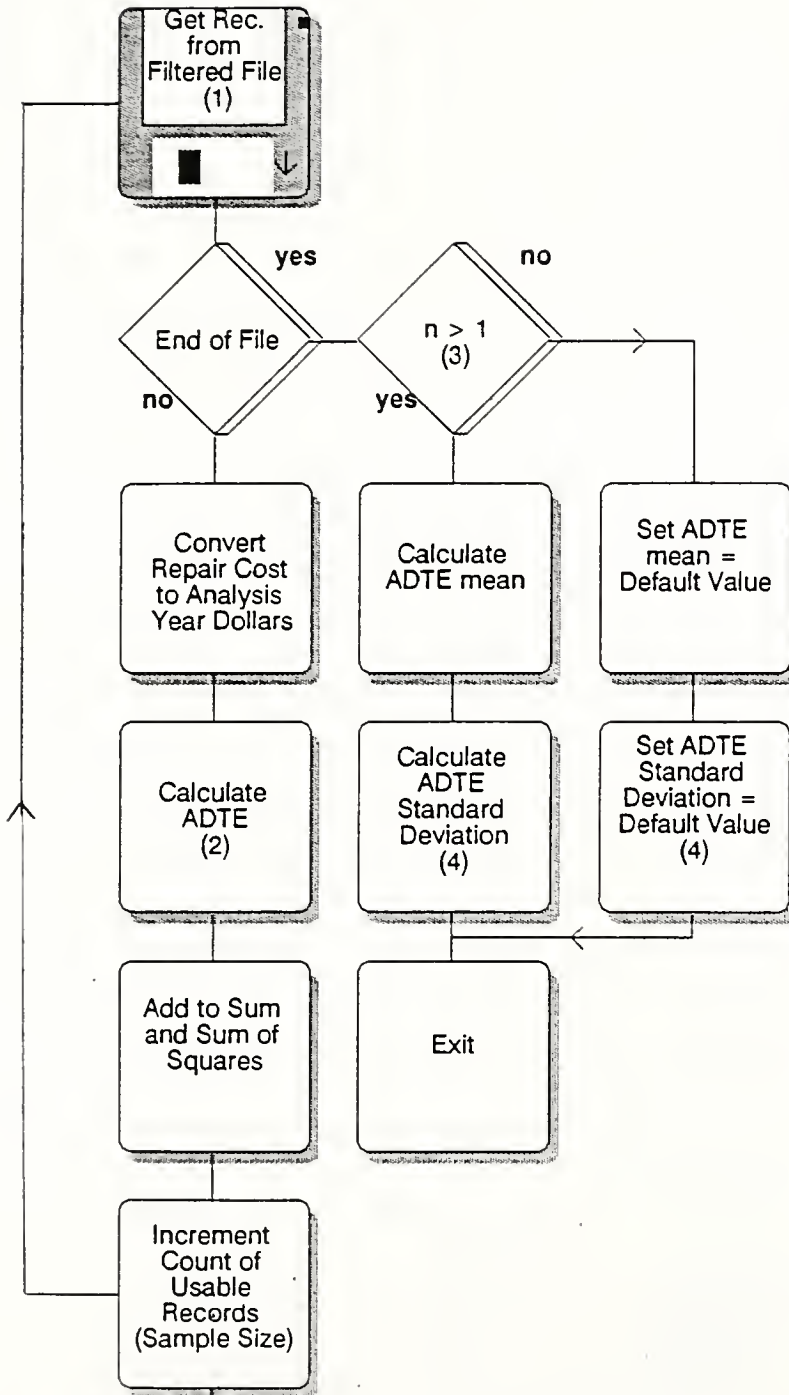 Get Rec.
from
Filtered File
(1)
yes
no
End of File
n > 1
(3)
no
yes
Convert
Repair Cost
to Analysis
Year Dollars
Calculate
ADTE mean
Set ADTE
mean =
Default Value
Calculate
ADTE
(2)
Calculate
ADTE
Standard
Deviation
(4)
Set ADTE
Standard
Deviation =
Default Value
(4)
Add to Sum
and Sum of
Squares
Exit
Increment
Count of
Usable
Records
(Sample Size)